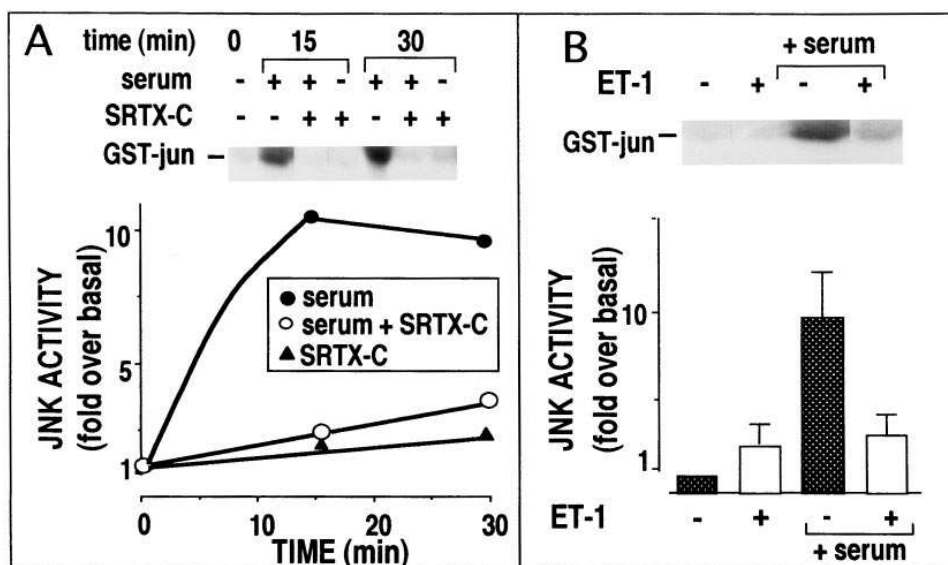 A
time (min) 0 15 30
serum - + + - + + -
SRTX-C - - + + - + +
GST-jun
JNK ACTIVITY
(fold over basal)
10
5
1
serum
serum + SRTX-C
SRTX-C
0 10 20 30
TIME (min)
B
+ serum
ET-1 - + - +
GST-jun
JNK ACTIVITY
(fold over basal)
10
1
ET-1 - + - +
+ serum